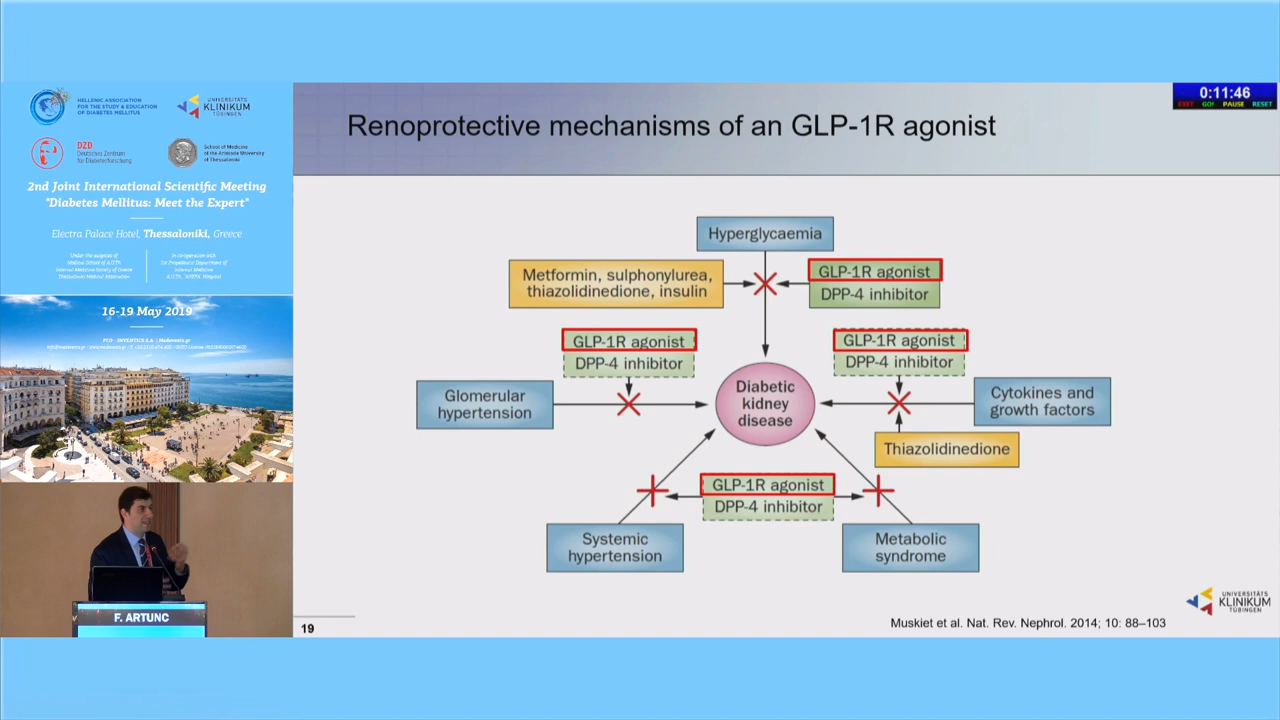 HELLENIC ASSOCIATION
FOR THE STUDY & EDUCATION
OF DIABETES MELLITUS
UNIVERSITÄTS
KLINIKUM
TÜBINGEN
DZD
Deutsches Zentrum
für Diabetesforschung
School of Medicine
of the Aristotle University
of Thessaloniki
2nd Joint International Scientific Meeting
"Diabetes Mellitus: Meet the Expert"
Electra Palace Hotel, Thessaloniki, Greece
16-19 May 2019
F. ARTUNC
0:11:46
EXIT GO! PAUSE RESET
Renoprotective mechanisms of an GLP-1R agonist
Hyperglycaemia
Metformin, sulphonylurea,
thiazolidinedione, insulin
GLP-1R agonist
DPP-4 inhibitor
GLP-1R agonist
DPP-4 inhibitor
GLP-1R agonist
DPP-4 inhibitor
Glomerular
hypertension
Diabetic
kidney
disease
Cytokines and
growth factors
Thiazolidinedione
GLP-1R agonist
DPP-4 inhibitor
Systemic
hypertension
Metabolic
syndrome
UNIVERSITÄTS
KLINIKUM
TÜBINGEN
19
Muskiet et al. Nat. Rev. Nephrol. 2014; 10: 88–103